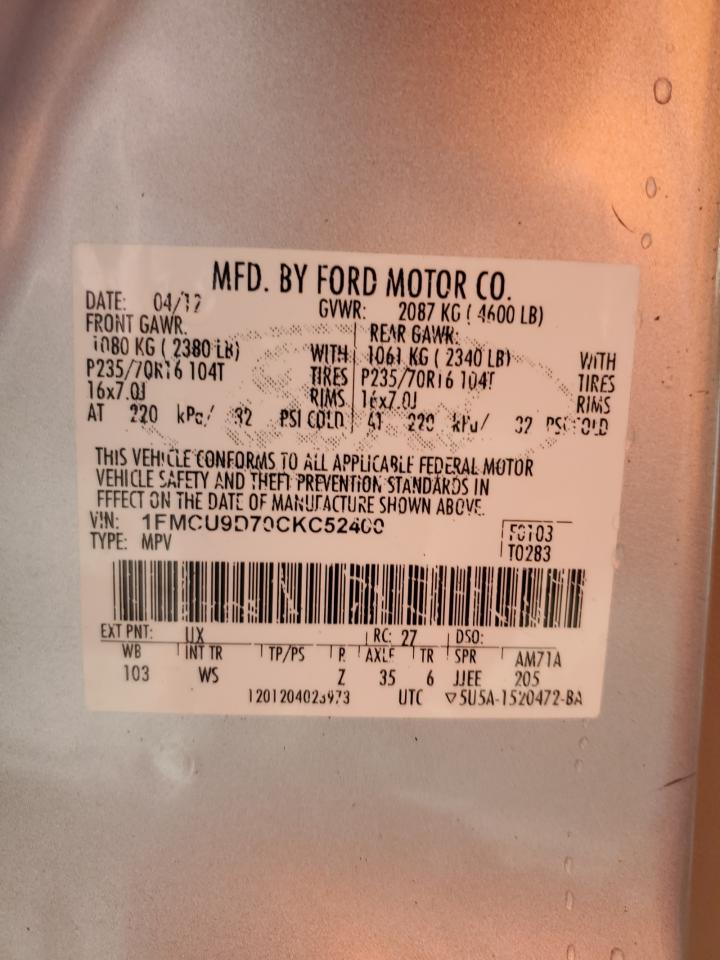 MFD. BY FORD MOTOR CO.
DATE: 04/12 GVWR: 2087 KG ( 4600 LB)
FRONT GAWR: REAR GAWR:
1080 KG ( 2380 LB) WITH 1061 KG ( 2340 LB) WITH
P235/70R16 104T TIRES P235/70R16 104T TIRES
16x7.0J RIMS 16x7.0J RIMS
AT 220 kPa/ 32 PSI COLD AT 220 kPa/ 32 PSI COLD
THIS VEHICLE CONFORMS TO ALL APPLICABLE FEDERAL MOTOR
VEHICLE SAFETY AND THEFT PREVENTION STANDARDS IN
EFFECT ON THE DATE OF MANUFACTURE SHOWN ABOVE.
VIN:
TYPE: MPV T0283
EXT PNT: UX RC: 27 DSO:
WB INT TR TP/PS R AXLE TR SPR AM71A
103 WS Z 35 6 JJEE 205
UTC ▽5U5A-1520472-BA